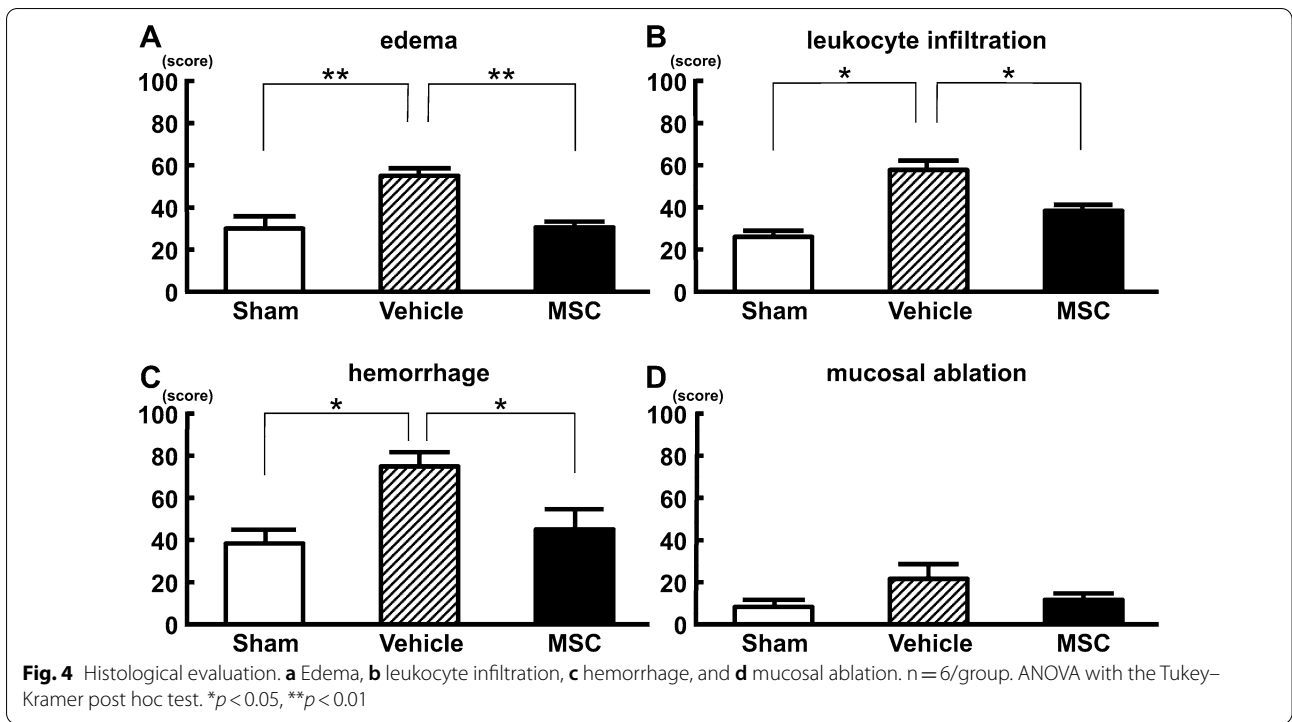 A
edema
(score)
** **
100
80
60
40
20
0
Sham Vehicle MSC
B
leukocyte infiltration
(score)
* *
100
80
60
40
20
0
Sham Vehicle MSC
C
hemorrhage
(score)
* *
100
80
60
40
20
0
Sham Vehicle MSC
D
mucosal ablation
(score)
100
80
60
40
20
0
Sham Vehicle MSC
Fig. 4 Histological evaluation. a Edema, b leukocyte infiltration, c hemorrhage, and d mucosal ablation. n = 6/group. ANOVA with the Tukey–
Kramer post hoc test. *p < 0.05, **p < 0.01